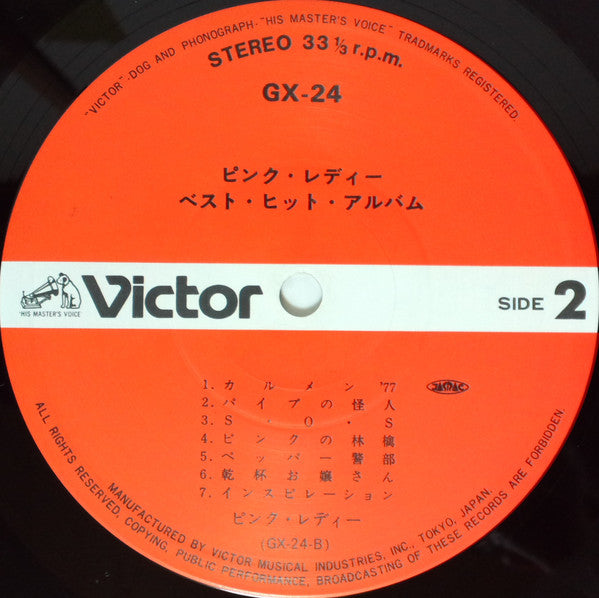 "VICTOR"-DOG AND PHONOGRAPH-"HIS MASTER'S VOICE" TRADMARKS REGISTERED.
STEREO 33 1/3 r.p.m.
GX-24
ピンク・レディー
ベスト・ヒット・アルバム
"HIS MASTER'S VOICE"
Victor
SIDE 2
1. カルメン '77
JASRAC
2. パイプの怪人
3. S・O・S
4. ピンクの林檎
5. ペッパー警部
6. 乾杯お嬢さん
7. インスピレーション
ピンク・レディー
(GX-24-B)
MANUFACTURED BY VICTOR MUSICAL INDUSTRIES, INC., TOKYO, JAPAN.
ALL RIGHTS RESERVED, COPYING, PUBLIC PERFORMANCE, BROADCASTING OF THESE RECORDS ARE FORBIDDEN.